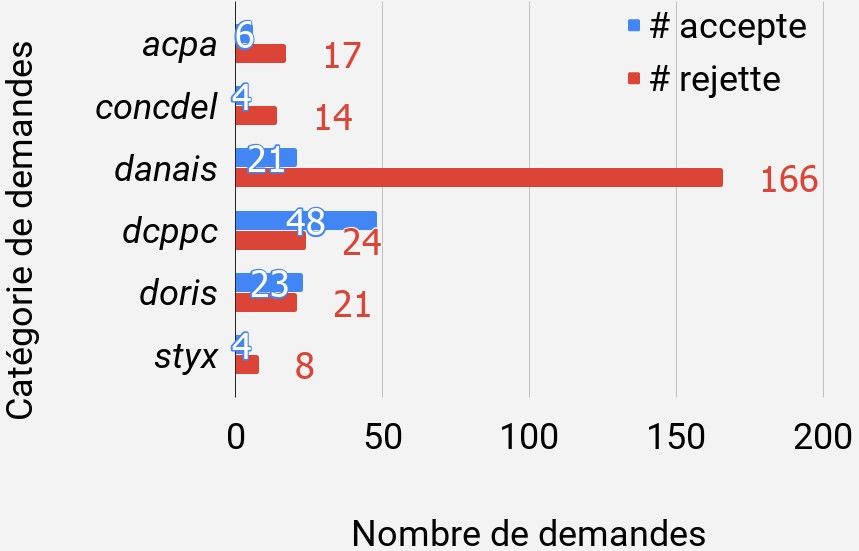 # accepte
# rejette
Catégorie de demandes
acpa 6 17
concdel 4 14
danais 21 166
dcppc 48 24
doris 23 21
styx 4 8
0 50 100 150 200
Nombre de demandes